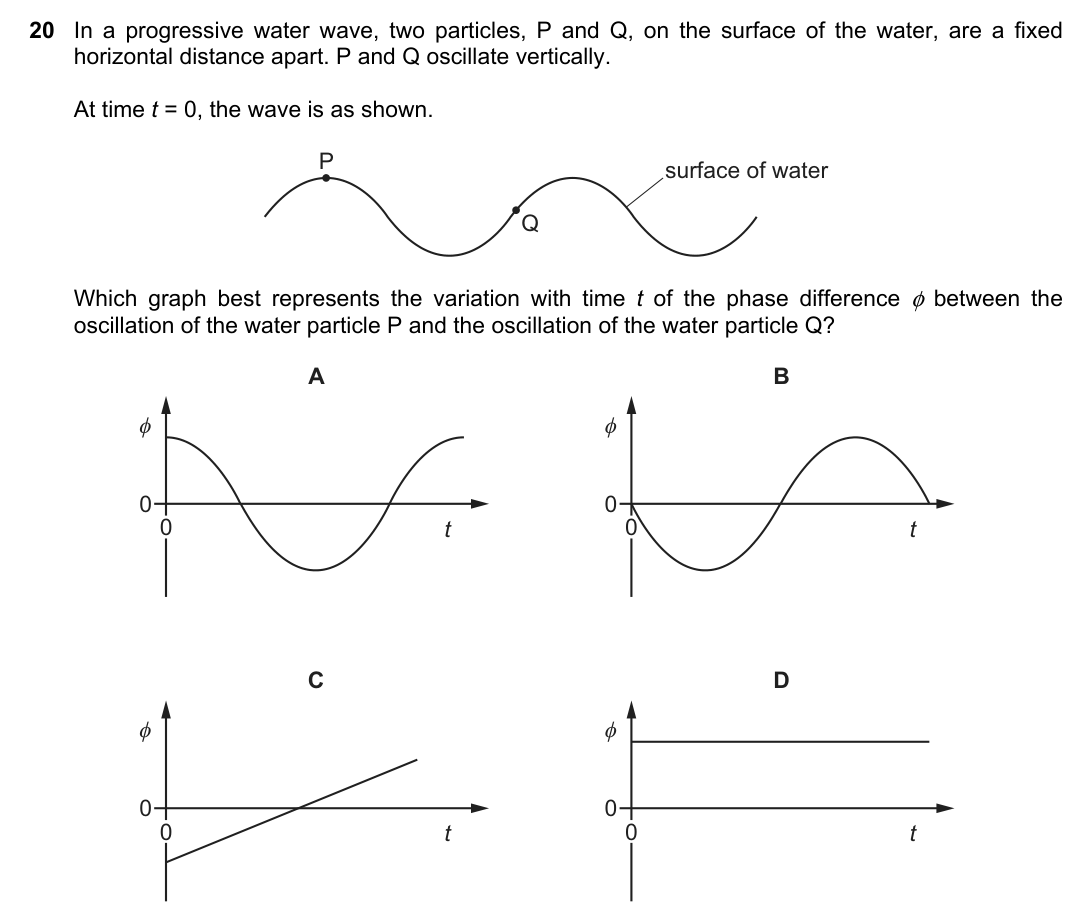 20 In a progressive water wave, two particles, P and Q, on the surface of the water, are a fixed
horizontal distance apart. P and Q oscillate vertically.
At time t = 0, the wave is as shown.
P
surface of water
Q
Which graph best represents the variation with time t of the phase difference ϕ between the
oscillation of the water particle P and the oscillation of the water particle Q?
A
B
ϕ
ϕ
0
0
0
t
0
t
C
D
ϕ
ϕ
0
0
0
t
0
t